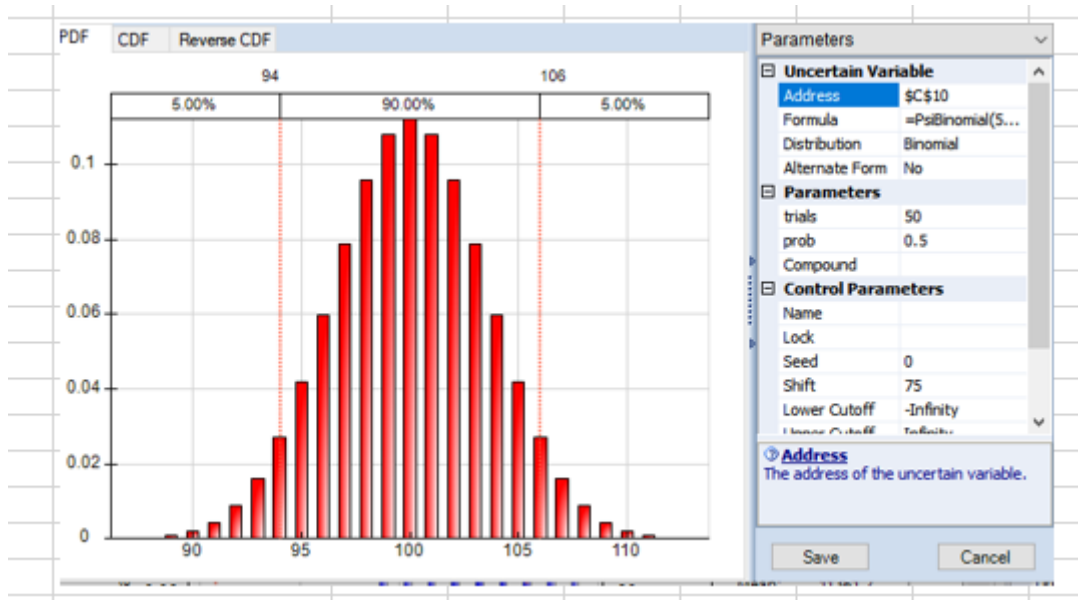 PDF CDF Reverse CDF
94 106
5.00% 90.00% 5.00%
0.1
0.08
0.06
0.04
0.02
0
90 95 100 105 110
Parameters
Uncertain Variable
Address $C$10
Formula =PsiBinomial(5...
Distribution Binomial
Alternate Form No
Parameters
trials 50
prob 0.5
Compound
Control Parameters
Name
Lock
Seed 0
Shift 75
Lower Cutoff -Infinity
Upper Cutoff Infinity
Address
The address of the uncertain variable.
Save Cancel